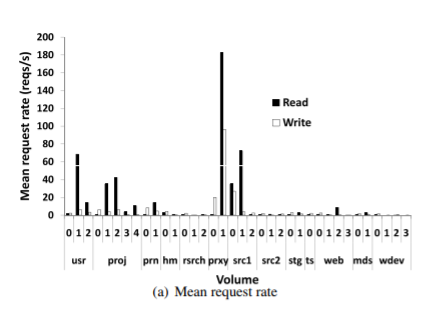 200
180
160
140
120
100
80
60
40
20
0
Mean request rate (reqs/s)
Read
Write
0 1 2 0 1 2 3 4 0 1 0 1 0 1 2 0 1 0 1 2 0 1 2 0 1 0 0 1 2 3 0 1 0 1 2 3
usr proj prn hm rsrch prxy src1 src2 stg ts web mds wdev
Volume
(a) Mean request rate